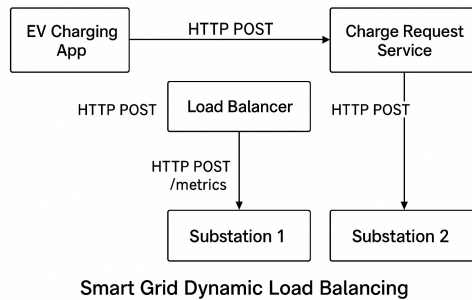 EV Charging
App
HTTP POST
Charge Request
Service
HTTP POST
Load Balancer
HTTP POST
HTTP POST
/metrics
Substation 1
Substation 2
Smart Grid Dynamic Load Balancing